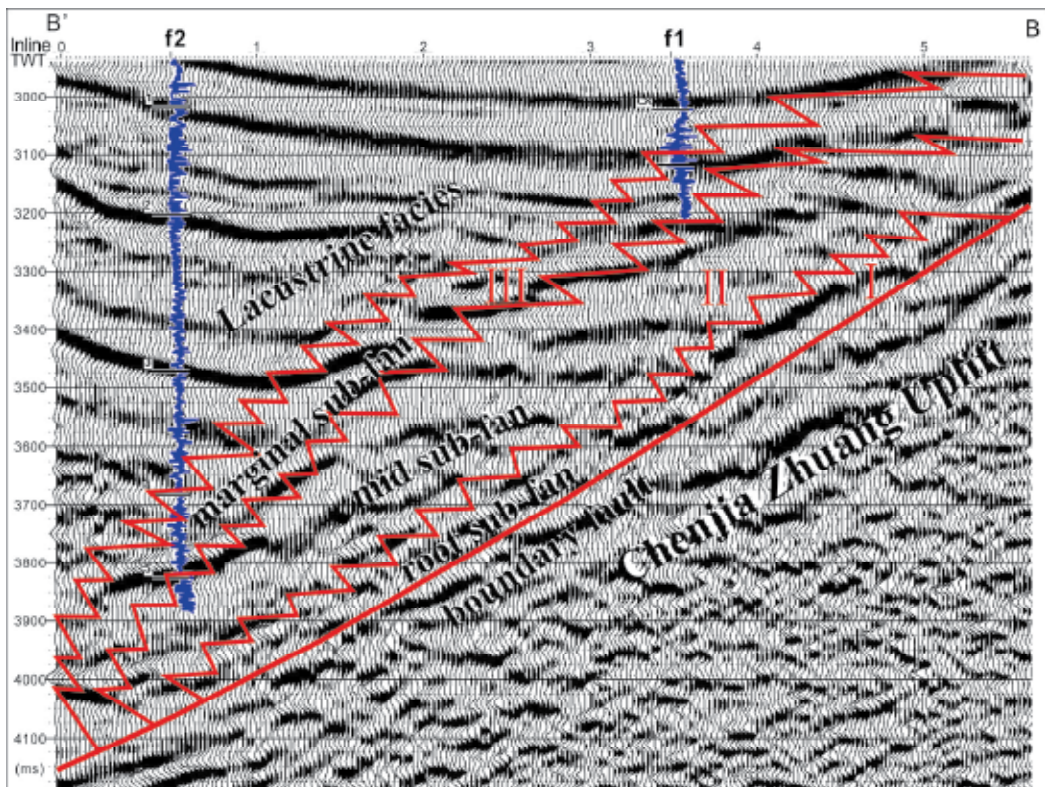 B' B
f2 f1
Inline 0 1 2 3 4 5
TWT
3000
3100
3200
3300
3400
3500
3600
3700
3800
3900
4000
4100
(ms)
Lacustrine facies
III II I
marginal sub-fan
mid sub-fan
root sub-fan
boundary fault
Chenjia Zhuang Uplift